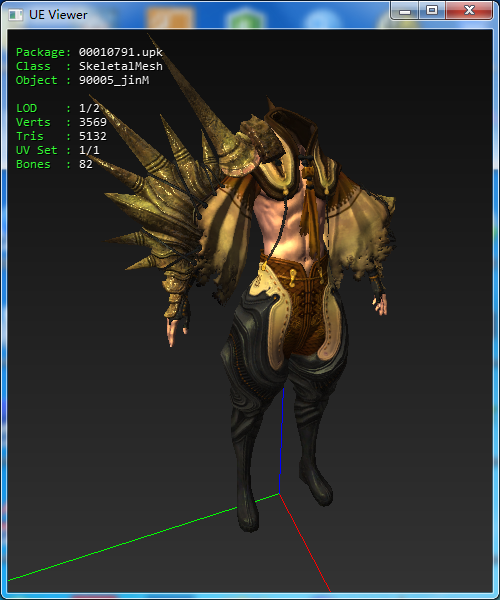 UE Viewer
Package: 00010791.upk
Class : SkeletalMesh
Object : 90005_jinM
LOD : 1/2
Verts : 3569
Tris : 5132
UV Set : 1/1
Bones : 82